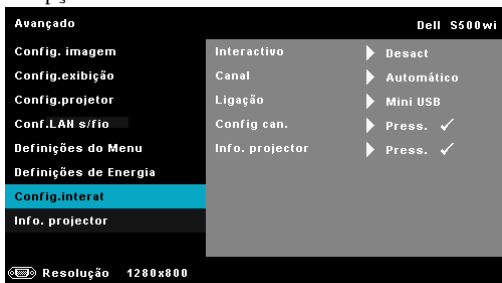 Avançado Dell S500wi
Config. imagem
Config.exibição
Config.projetor
Conf.LAN s/fio
Definições do Menu
Definições de Energia
Config.interat
Info. projector
Interactivo Desact
Canal Automático
Ligação Mini USB
Config can. Press. ✓
Info. projector Press. ✓
Resolução 1280x800